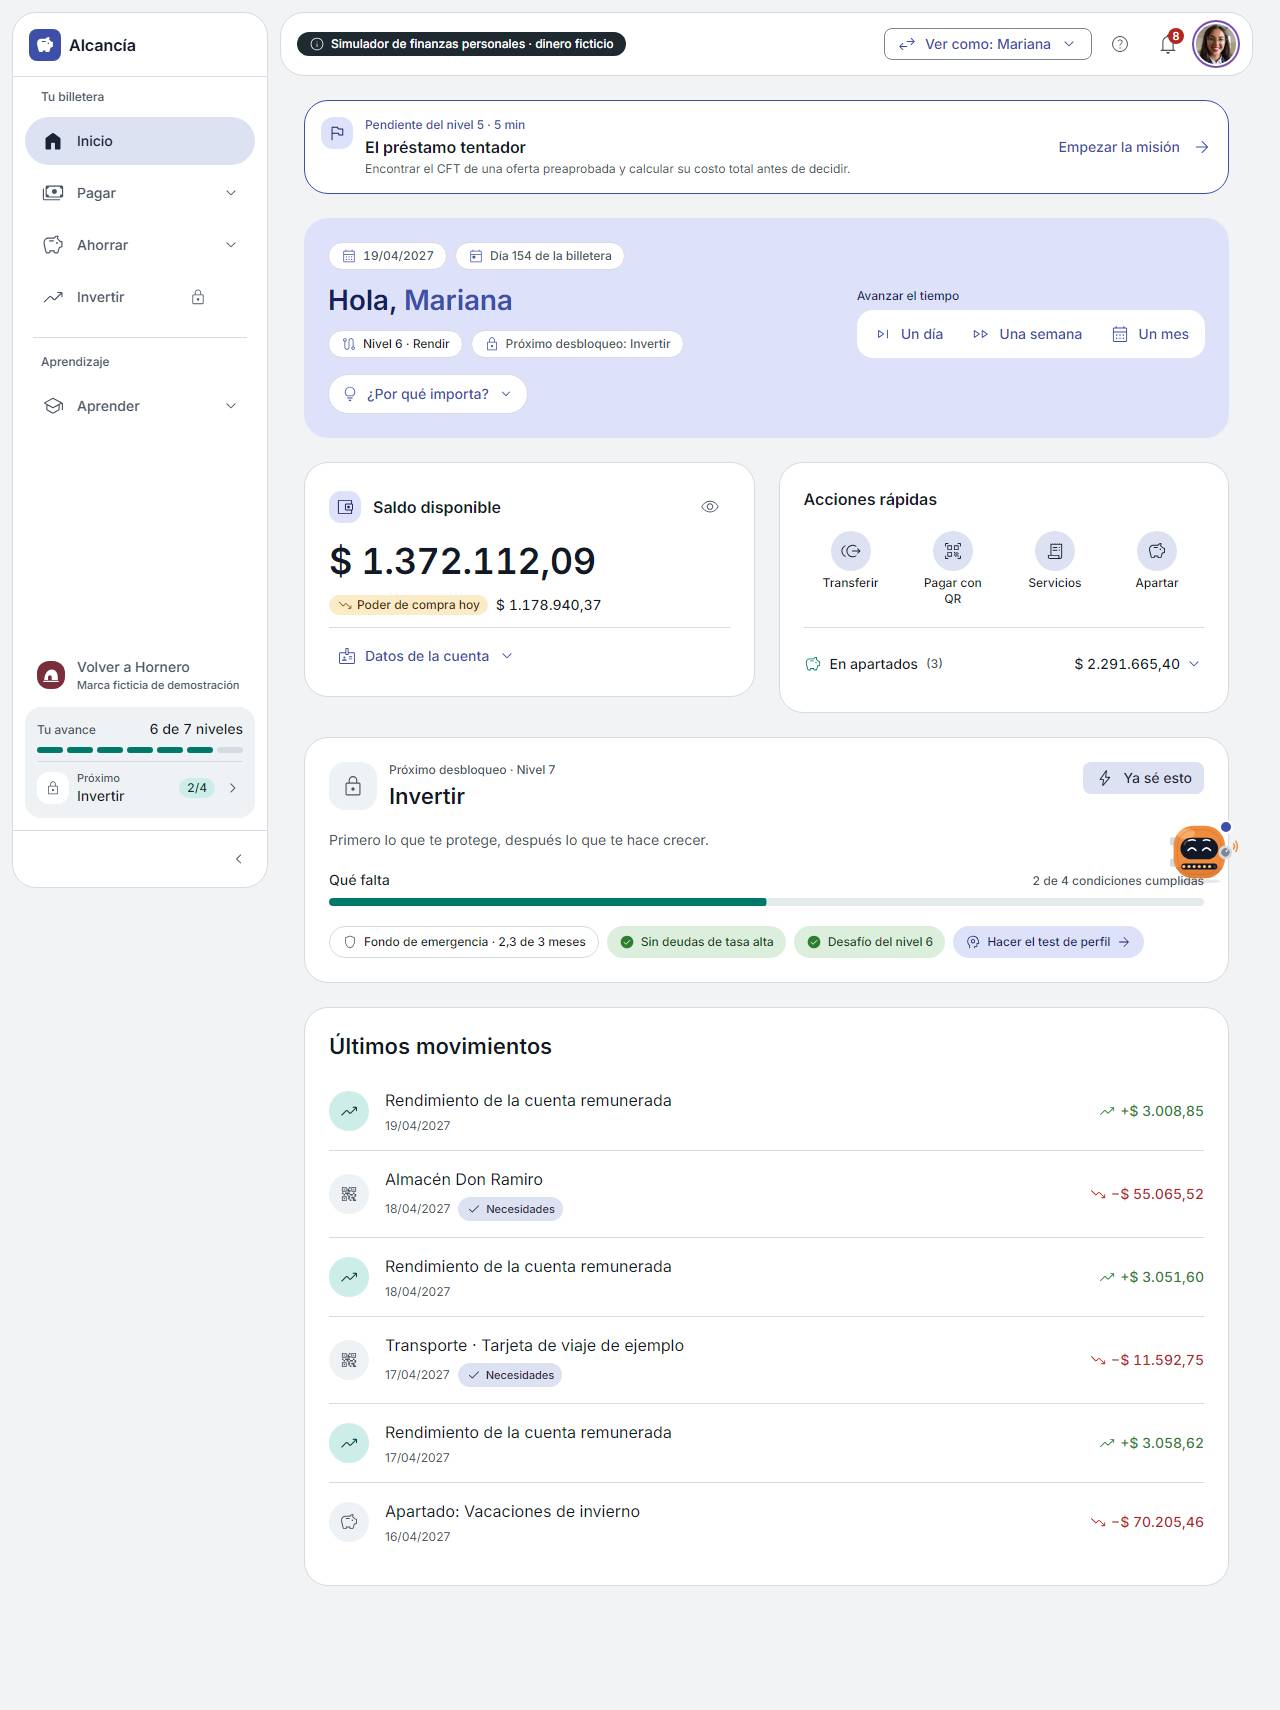 Alcancía
Tu billetera
Inicio
Pagar
Ahorrar
Invertir
Aprendizaje
Aprender
Volver a Hornero
Marca ficticia de demostración
Tu avance
6 de 7 niveles
Próximo
Invertir
2/4
Simulador de finanzas personales · dinero ficticio
Ver como: Mariana
8
Pendiente del nivel 5 · 5 min
El préstamo tentador
Encontrar el CFT de una oferta preaprobada y calcular su costo total antes de decidir.
Empezar la misión
19/04/2027
Día 154 de la billetera
Hola, Mariana
Nivel 6 · Rendir
Próximo desbloqueo: Invertir
¿Por qué importa?
Avanzar el tiempo
Un día
Una semana
Un mes
Saldo disponible
$ 1.372.112,09
Poder de compra hoy
$ 1.178.940,37
Datos de la cuenta
Acciones rápidas
Transferir
Pagar con
QR
Servicios
Apartar
En apartados (3)
$ 2.291.665,40
Próximo desbloqueo · Nivel 7
Invertir
Ya sé esto
Primero lo que te protege, después lo que te hace crecer.
Qué falta
2 de 4 condiciones cumplidas
Fondo de emergencia · 2,3 de 3 meses
Sin deudas de tasa alta
Desafío del nivel 6
Hacer el test de perfil
Últimos movimientos
Rendimiento de la cuenta remunerada
19/04/2027
+$ 3.008,85
Almacén Don Ramiro
18/04/2027
Necesidades
−$ 55.065,52
Rendimiento de la cuenta remunerada
18/04/2027
+$ 3.051,60
Transporte · Tarjeta de viaje de ejemplo
17/04/2027
Necesidades
−$ 11.592,75
Rendimiento de la cuenta remunerada
17/04/2027
+$ 3.058,62
Apartado: Vacaciones de invierno
16/04/2027
−$ 70.205,46